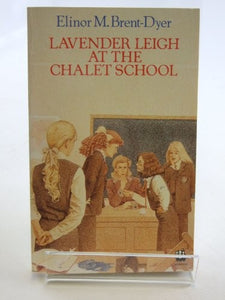 Elinor M. Brent-Dyer
LAVENDER LEIGH
AT THE
CHALET SCHOOL